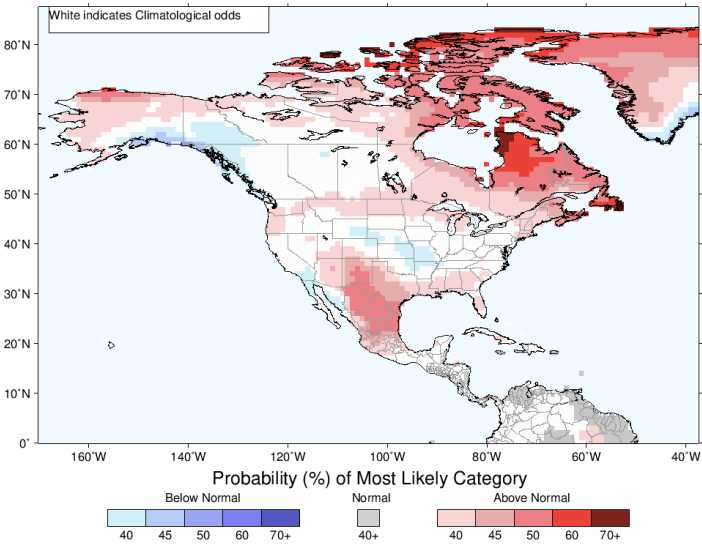 White indicates Climatological odds
80°N
70°N
60°N
50°N
40°N
30°N
20°N
10°N
0°
160°W
140°W
120°W
100°W
80°W
60°W
40°W
Probability (%) of Most Likely Category
Below Normal
Normal
Above Normal
40 45 50 60 70+
40+
40 45 50 60 70+